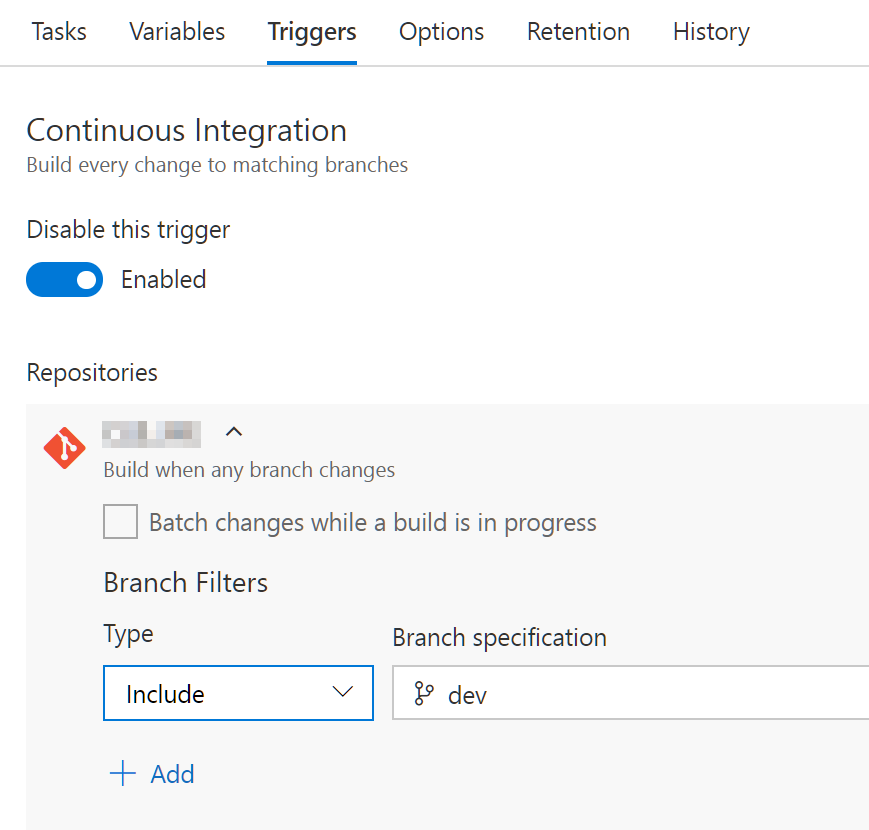 Tasks Variables Triggers Options Retention History
Continuous Integration
Build every change to matching branches
Disable this trigger
Enabled
Repositories
Build when any branch changes
Batch changes while a build is in progress
Branch Filters
Type Branch specification
Include dev
Add